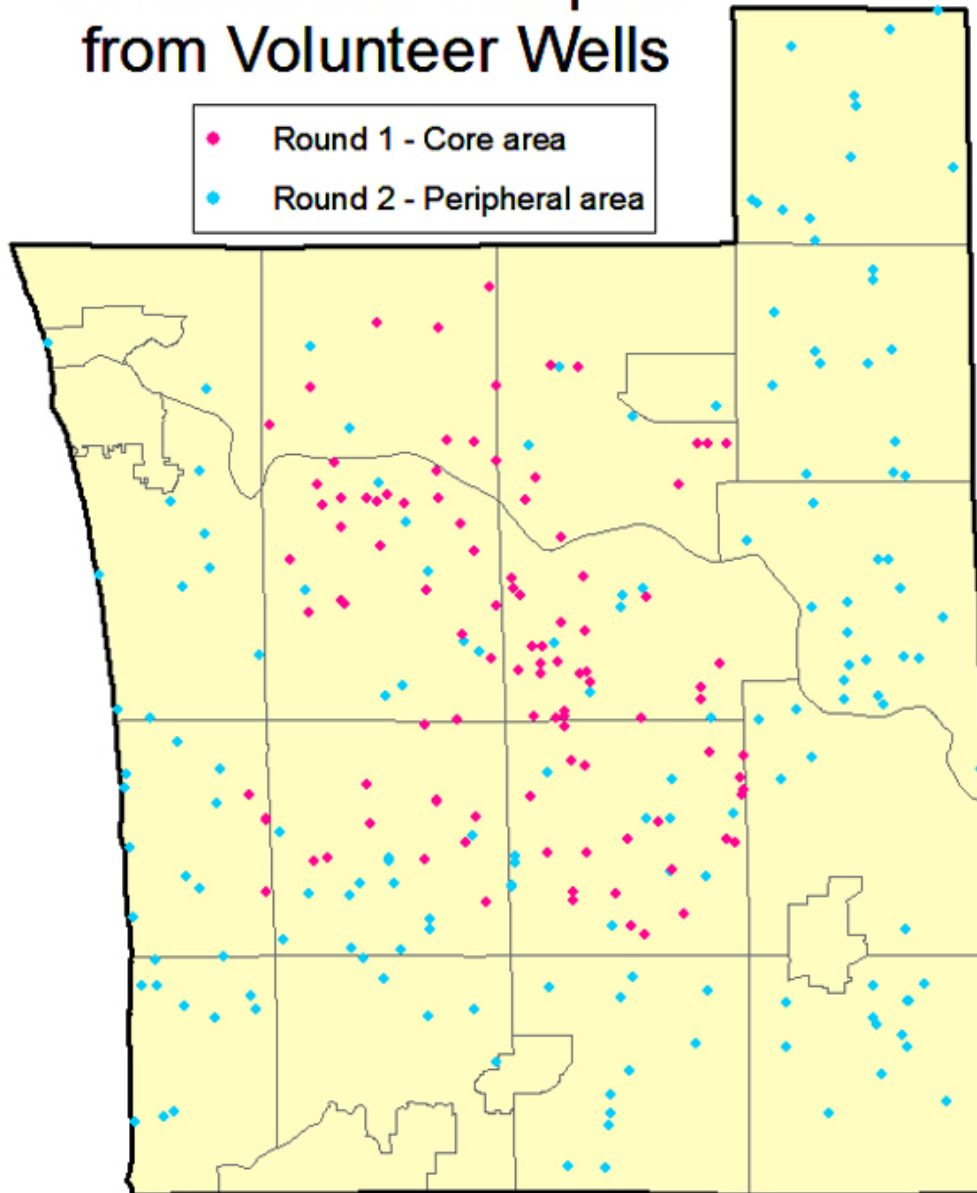 from Volunteer Wells
Round 1 - Core area
Round 2 - Peripheral area